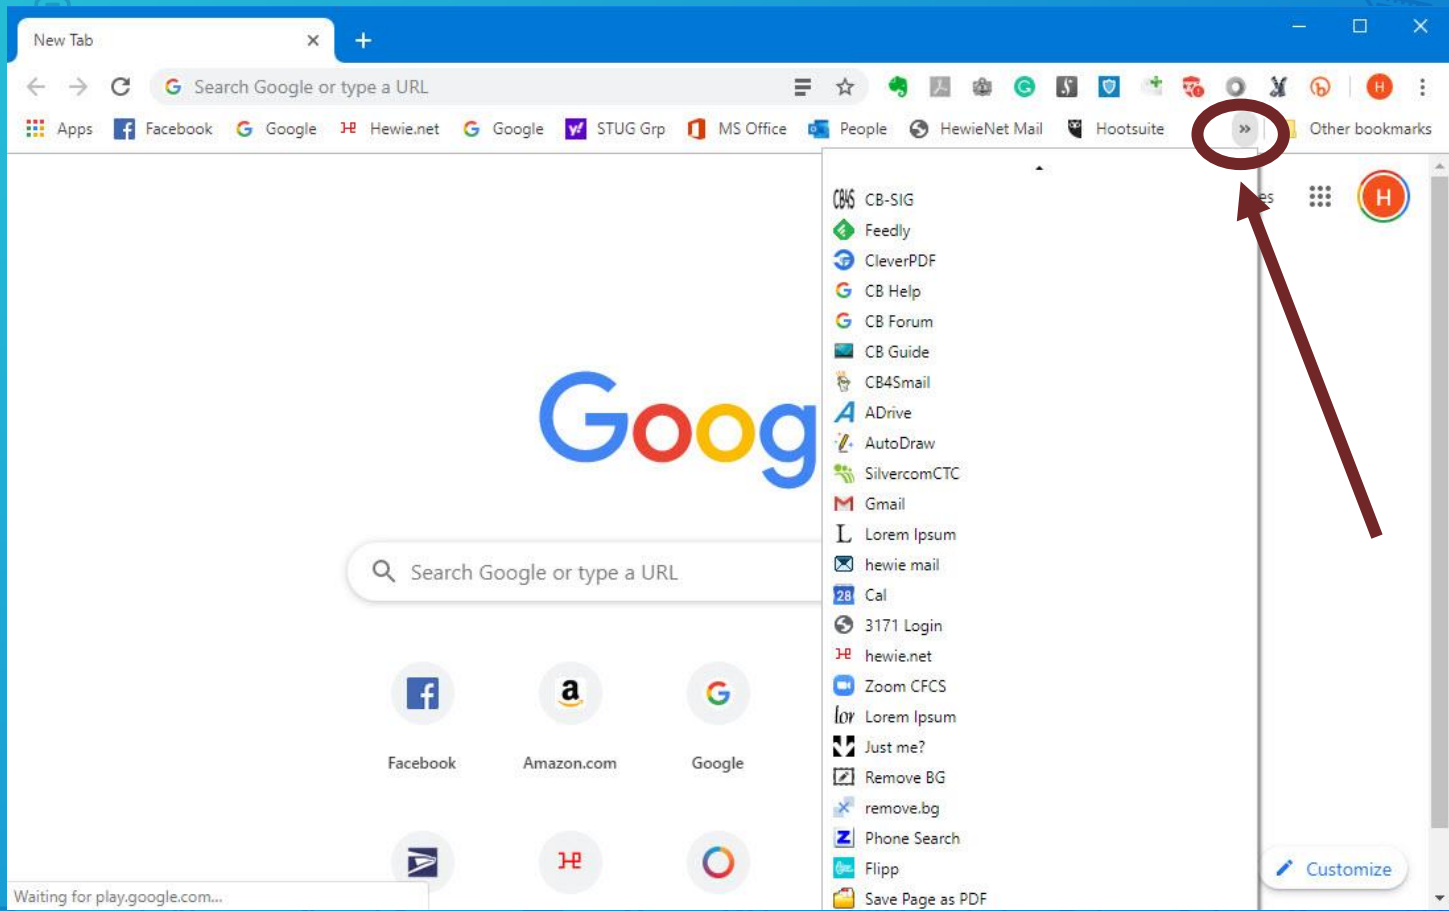 New Tab
Search Google or type a URL
Apps Facebook Google Hewie.net Google STUG Grp MS Office People HewieNet Mail Hootsuite » Other bookmarks
CB-SIG
Feedly
CleverPDF
CB Help
CB Forum
CB Guide
CB4Smail
ADrive
AutoDraw
SilvercomCTC
Gmail
Lorem Ipsum
hewie mail
28 Cal
3171 Login
hewie.net
Zoom CFCS
Lorem Ipsum
Just me?
Remove BG
remove.bg
Phone Search
Flipp
Save Page as PDF
H
Goog
Search Google or type a URL
Facebook Amazon.com Google
Customize
Waiting for play.google.com...